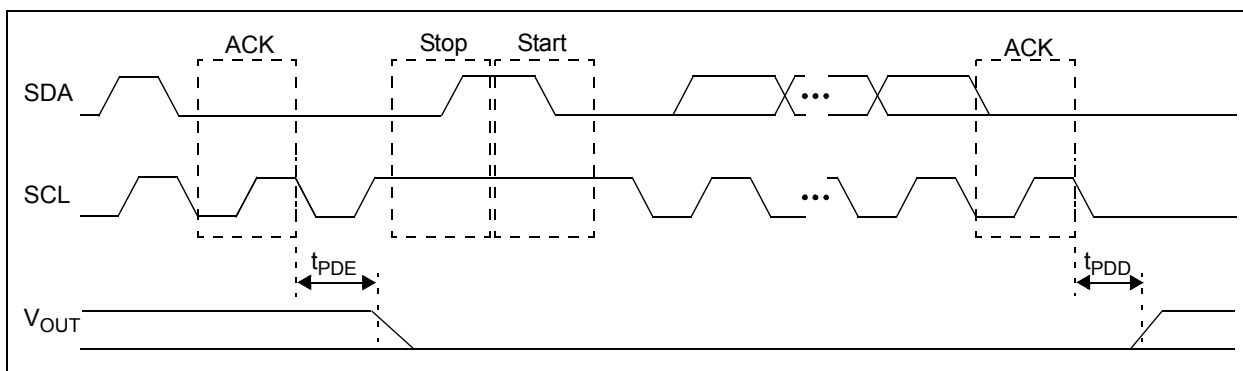 ACK Stop Start ACK
SDA
•••
SCL
•••
tPDE tPDD
VOUT